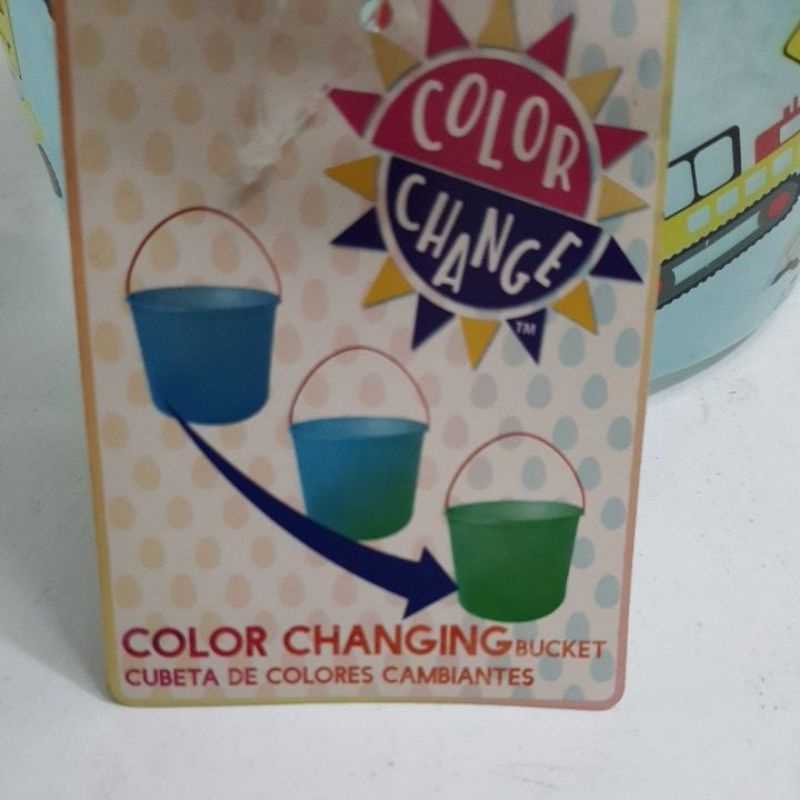 COLOR
CHANGE
TM
COLOR CHANGING BUCKET
CUBETA DE COLORES CAMBIANTES